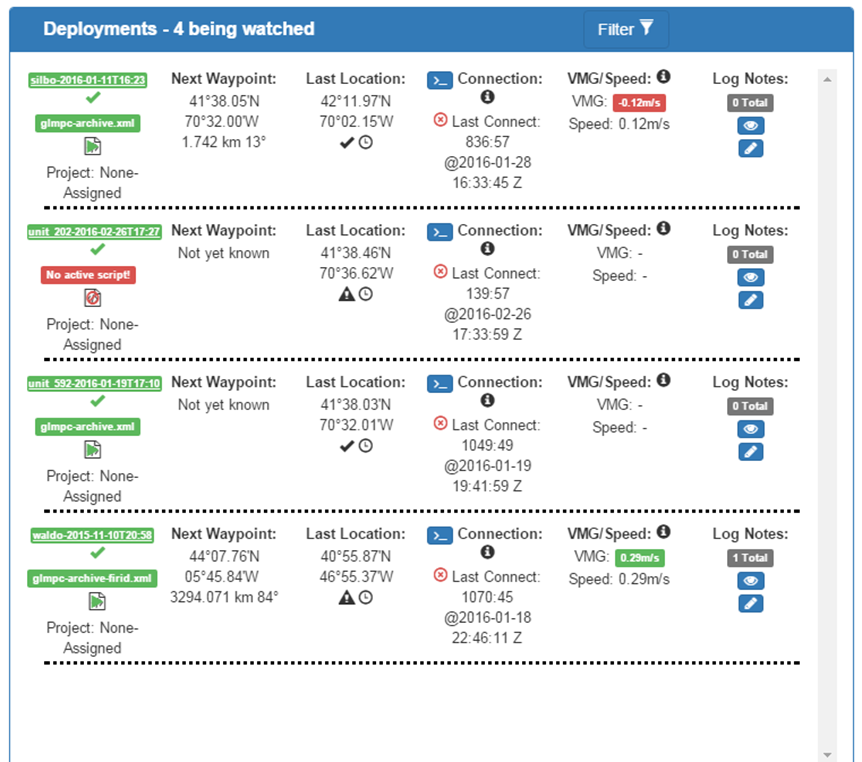 Deployments - 4 being watched
Filter
silbo-2016-01-11T16:23
glmpc-archive.xml
Project: None-
Assigned
Next Waypoint:
41°38.05'N
70°32.00'W
1.742 km 13°
Last Location:
42°11.97'N
70°02.15'W
>_ Connection:
Last Connect:
836:57
@2016-01-28
16:33:45 Z
VMG/Speed:
VMG: -0.12m/s
Speed: 0.12m/s
Log Notes:
0 Total
unit_202-2016-02-26T17:27
No active script!
Project: None-
Assigned
Next Waypoint:
Not yet known
Last Location:
41°38.46'N
70°36.62'W
>_ Connection:
Last Connect:
139:57
@2016-02-26
17:33:59 Z
VMG/Speed:
VMG: -
Speed: -
Log Notes:
0 Total
unit_592-2016-01-19T17:10
glmpc-archive.xml
Project: None-
Assigned
Next Waypoint:
Not yet known
Last Location:
41°38.03'N
70°32.01'W
>_ Connection:
Last Connect:
1049:49
@2016-01-19
19:41:59 Z
VMG/Speed:
VMG: -
Speed: -
Log Notes:
0 Total
waldo-2015-11-10T20:58
glmpc-archive-firid.xml
Project: None-
Assigned
Next Waypoint:
44°07.76'N
05°45.84'W
3294.071 km 84°
Last Location:
40°55.87'N
46°55.37'W
>_ Connection:
Last Connect:
1070:45
@2016-01-18
22:46:11 Z
VMG/Speed:
VMG: 0.29m/s
Speed: 0.29m/s
Log Notes:
1 Total